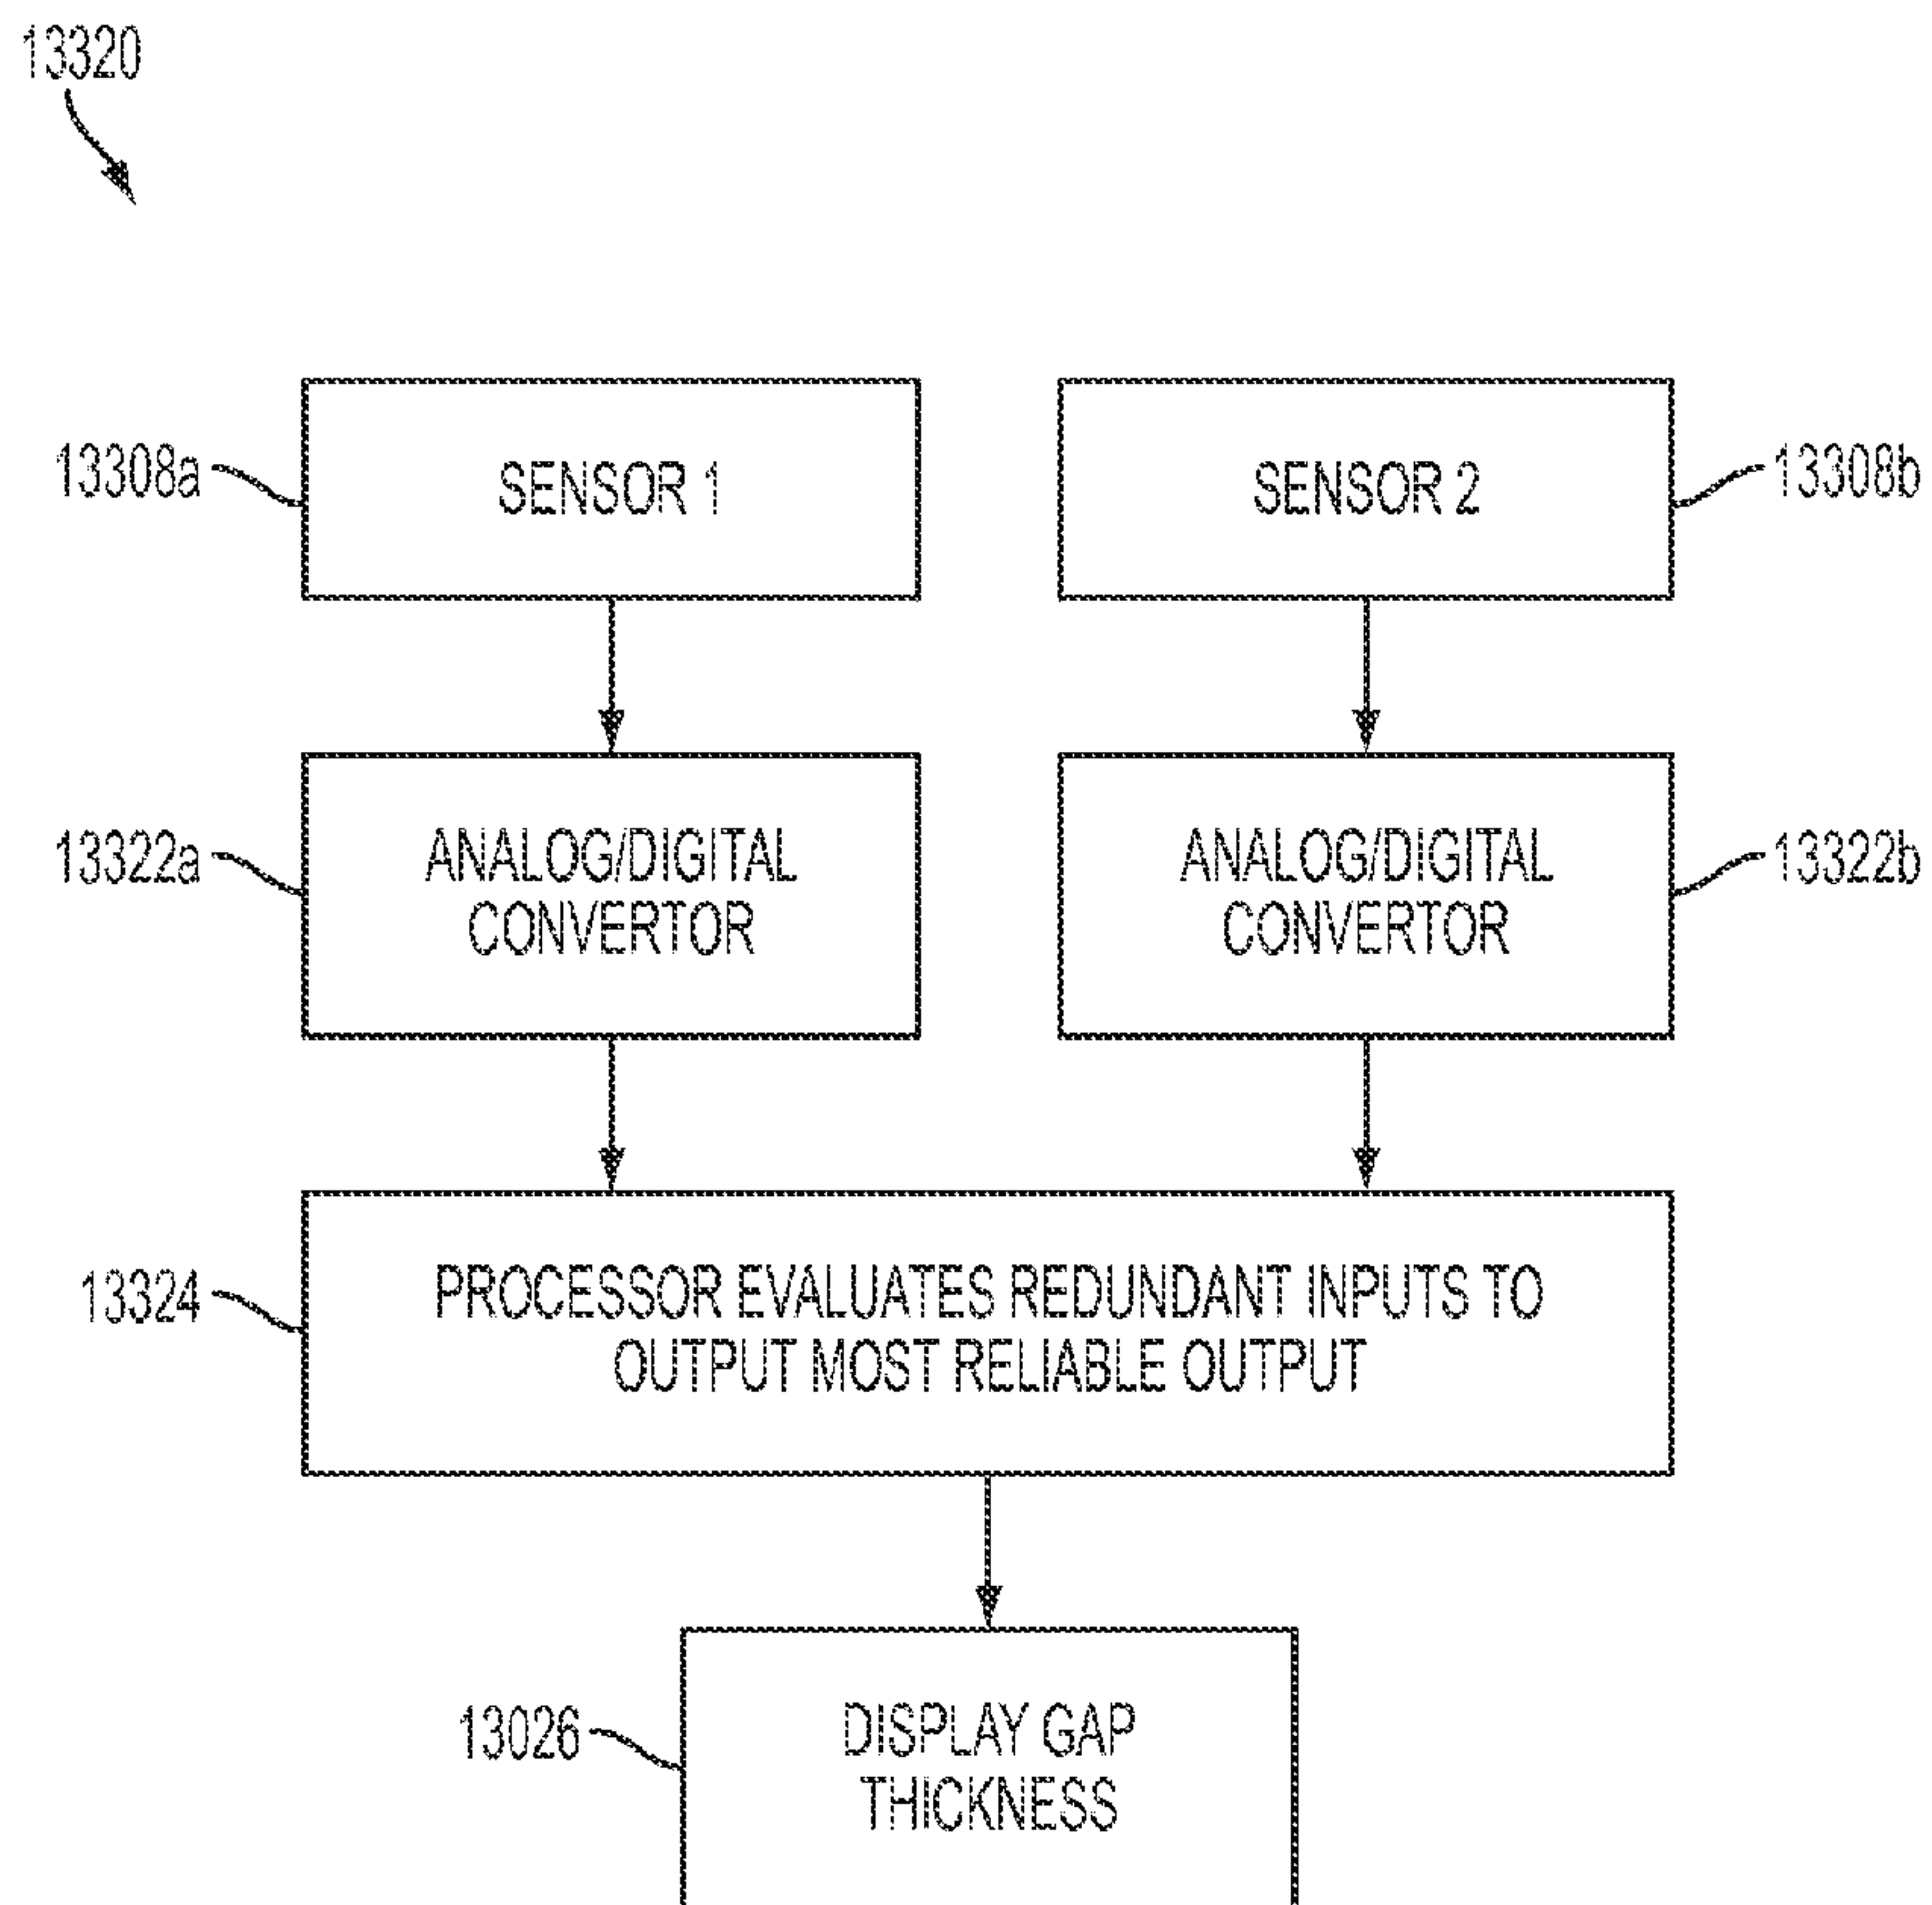 13320
13308a
SENSOR 1
SENSOR 2
13308b
13322a
ANALOG/DIGITAL
CONVERTOR
ANALOG/DIGITAL
CONVERTOR
13322b
13324
PROCESSOR EVALUATES REDUNDANT INPUTS TO
OUTPUT MOST RELIABLE OUTPUT
13026
DISPLAY GAP
THICKNESS